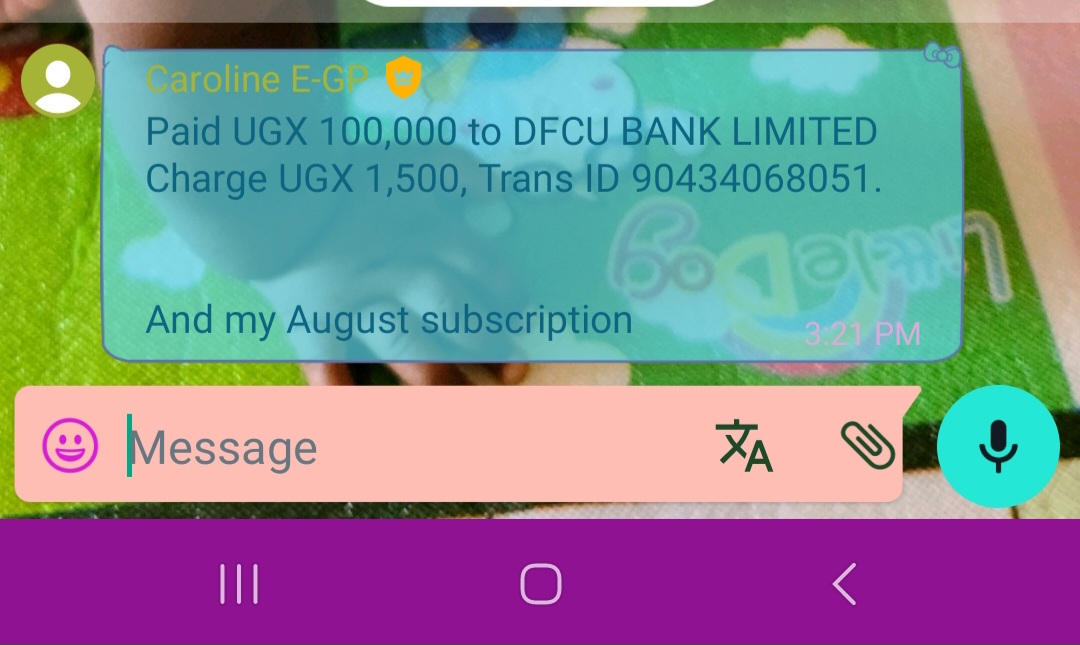 Caroline E-GP
Paid UGX 100,000 to DFCU BANK LIMITED
Charge UGX 1,500, Trans ID 90434068051.
LittleDog
And my August subscription
3:21 PM
Message